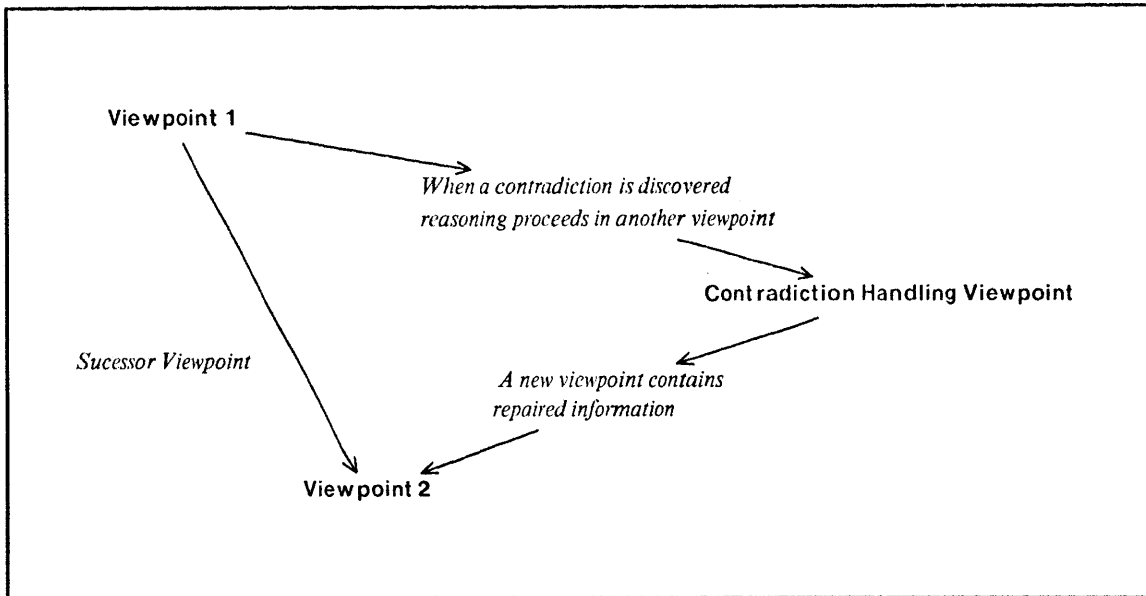 Viewpoint 1
When a contradiction is discovered
reasoning proceeds in another viewpoint
Contradiction Handling Viewpoint
Sucessor Viewpoint
A new viewpoint contains
repaired information
Viewpoint 2